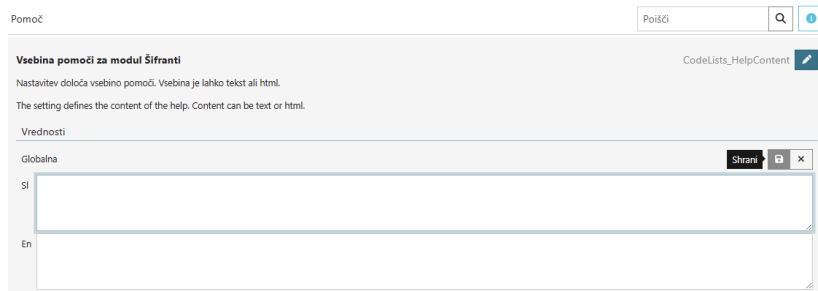 Pomoč
Poišči
Vsebina pomoči za modul Šifranti
CodeLists_HelpContent
Nastavitev določa vsebino pomoči. Vsebina je lahko tekst ali html.
The setting defines the content of the help. Content can be text or html.
Vrednosti
Globalna
Shrani
Sl
En